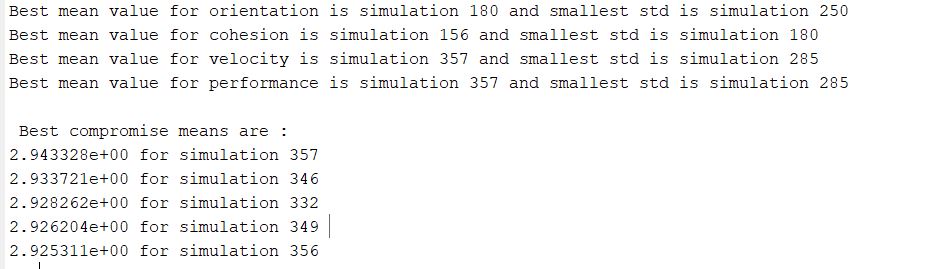 Best mean value for orientation is simulation 180 and smallest std is simulation 250
Best mean value for cohesion is simulation 156 and smallest std is simulation 180
Best mean value for velocity is simulation 357 and smallest std is simulation 285
Best mean value for performance is simulation 357 and smallest std is simulation 285
Best compromise means are :
2.943328e+00 for simulation 357
2.933721e+00 for simulation 346
2.928262e+00 for simulation 332
2.926204e+00 for simulation 349
2.925311e+00 for simulation 356